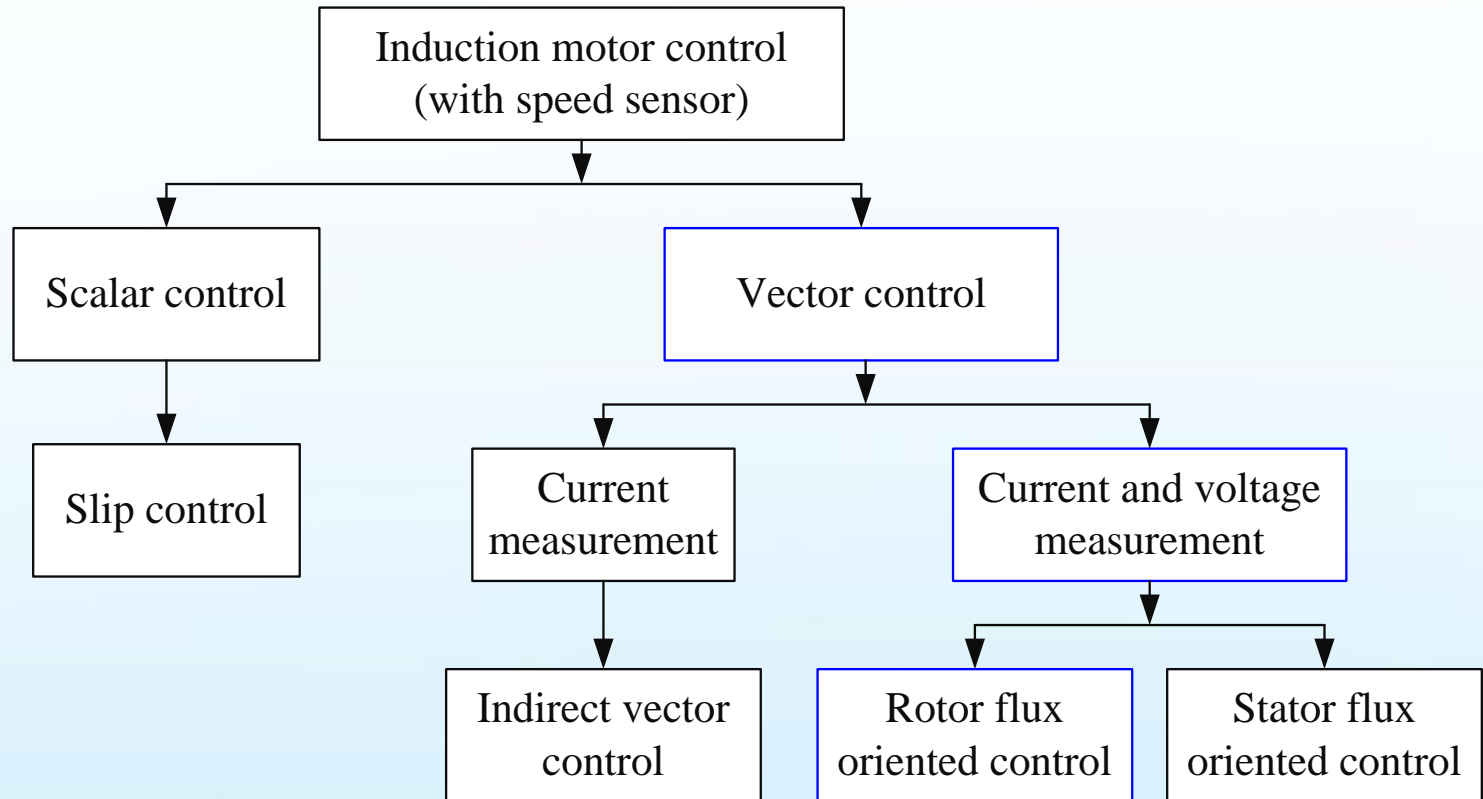 Induction motor control
(with speed sensor)
Scalar control
Vector control
Slip control
Current
measurement
Current and voltage
measurement
Indirect vector
control
Rotor flux
oriented control
Stator flux
oriented control